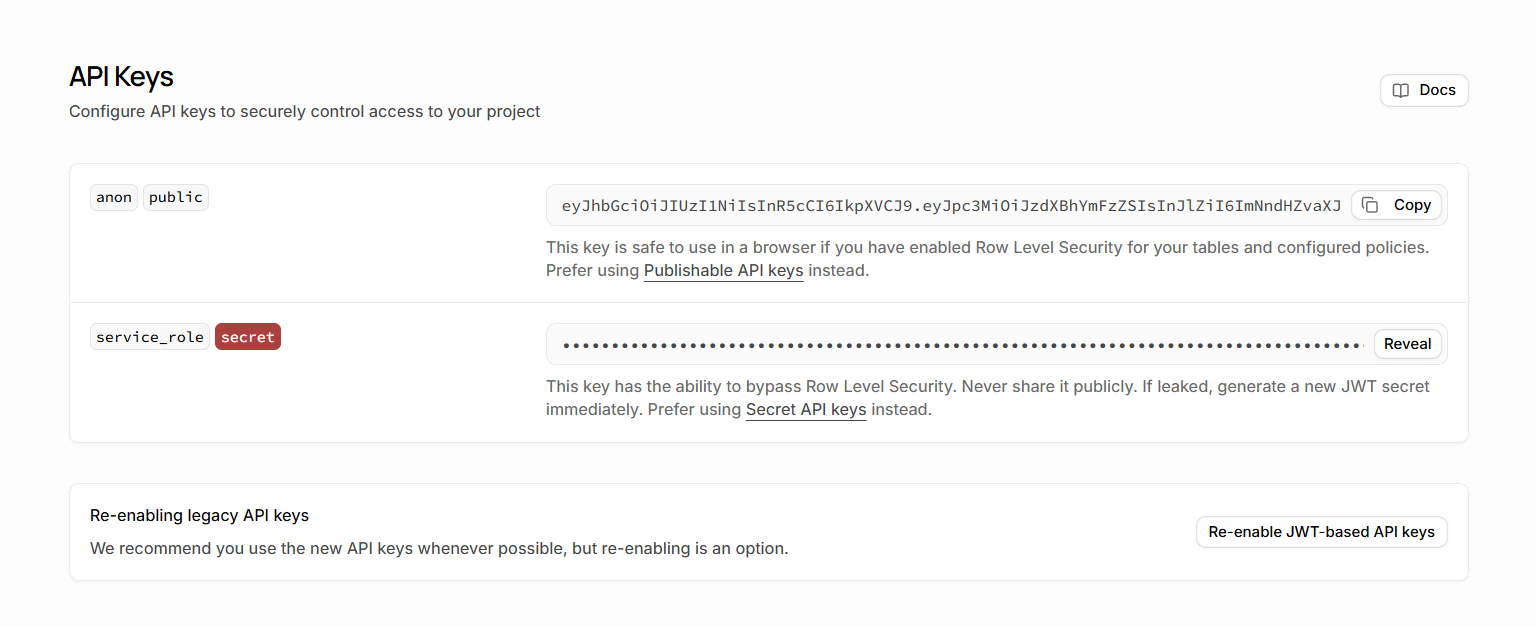 API Keys
Configure API keys to securely control access to your project
Docs
anon public
eyJhbGciOiJIUzI1NiIsInR5cCI6IkpXVCJ9.eyJpc3MiOiJzdXBhYmFzZSIsInJlZiI6ImNndHZvaXJ
Copy
This key is safe to use in a browser if you have enabled Row Level Security for your tables and configured policies.
Prefer using Publishable API keys instead.
service_role secret
Reveal
This key has the ability to bypass Row Level Security. Never share it publicly. If leaked, generate a new JWT secret
immediately. Prefer using Secret API keys instead.
Re-enabling legacy API keys
We recommend you use the new API keys whenever possible, but re-enabling is an option.
Re-enable JWT-based API keys